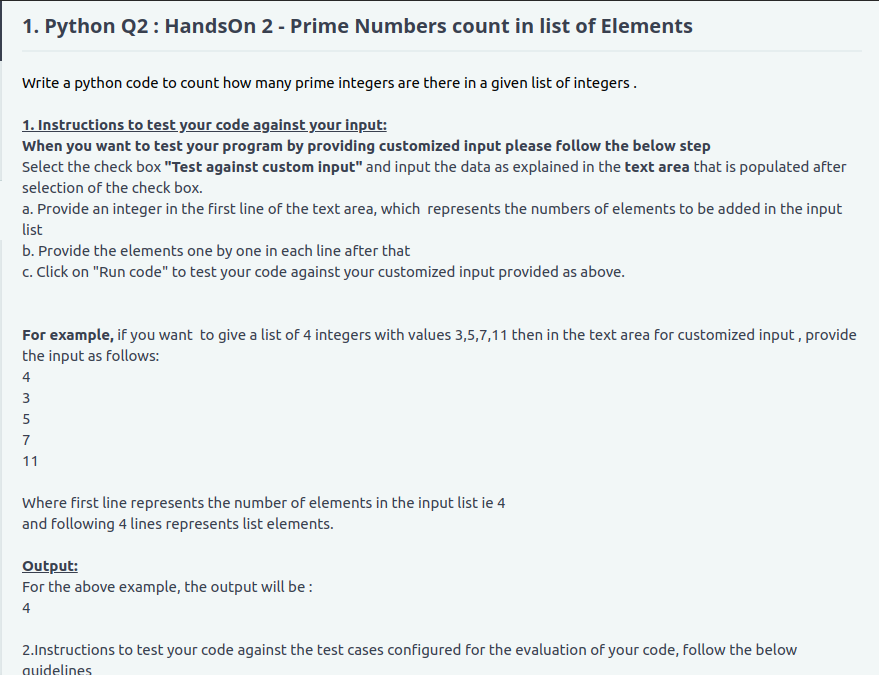 1. Python Q2 : HandsOn 2 - Prime Numbers count in list of Elements
Write a python code to count how many prime integers are there in a given list of integers .
1. Instructions to test your code against your input:
When you want to test your program by providing customized input please follow the below step
Select the check box "Test against custom input" and input the data as explained in the text area that is populated after
selection of the check box.
a. Provide an integer in the first line of the text area, which  represents the numbers of elements to be added in the input
list
b. Provide the elements one by one in each line after that
c. Click on "Run code" to test your code against your customized input provided as above.
For example, if you want  to give a list of 4 integers with values 3,5,7,11 then in the text area for customized input , provide
the input as follows:
4
3
5
7
11
Where first line represents the number of elements in the input list ie 4
and following 4 lines represents list elements.
Output:
For the above example, the output will be :
4
2.Instructions to test your code against the test cases configured for the evaluation of your code, follow the below
guidelines